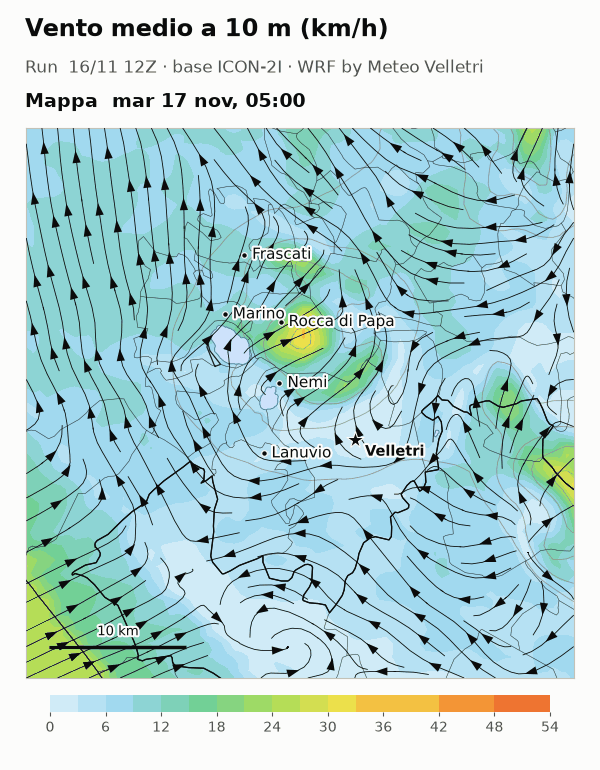 Vento medio a 10 m (km/h)
Run 16/11 12Z · base ICON-2I · WRF by Meteo Velletri
Mappa mar 17 nov, 05:00
Frascati
Marino
Rocca di Papa
Nemi
Velletri
Lanuvio
10 km
0 6 12 18 24 30 36 42 48 54